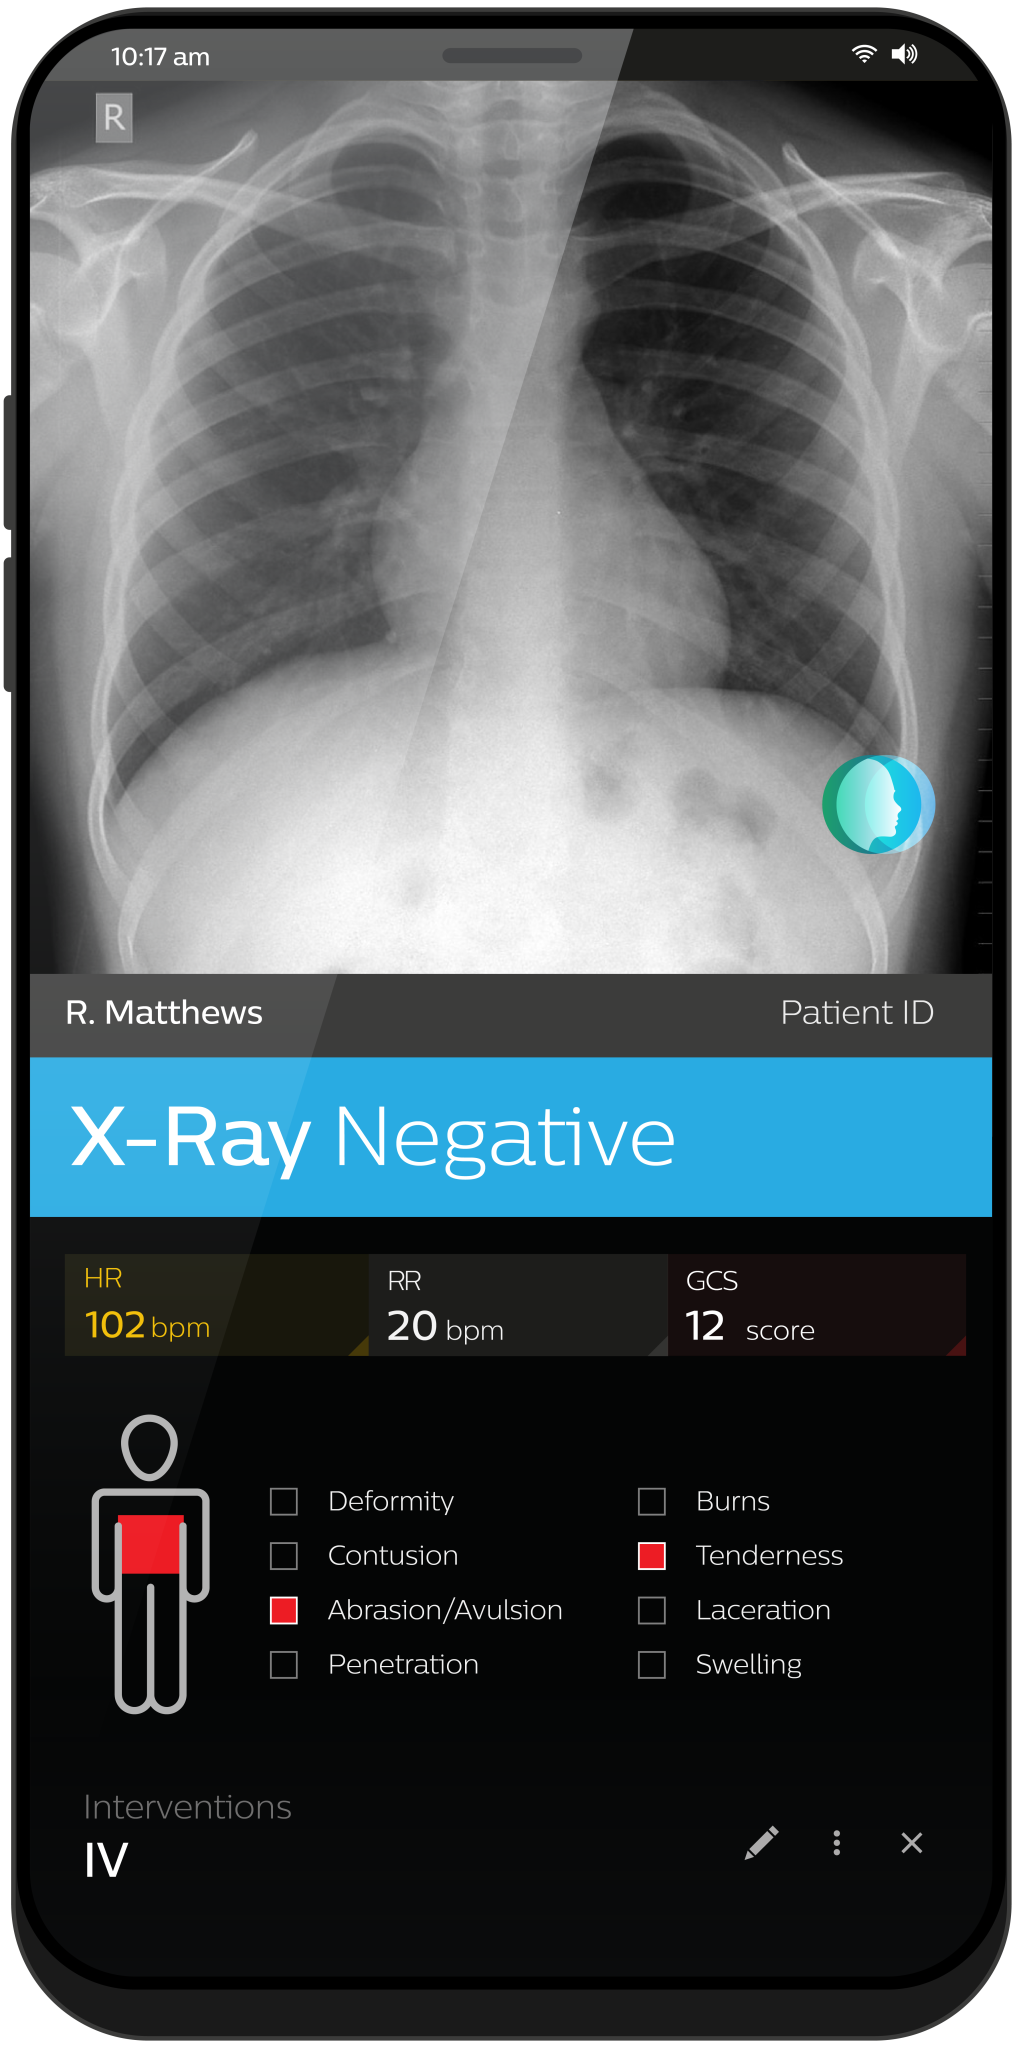 10:17 am
R
R. Matthews Patient ID
X-Ray Negative
HR RR GCS
102 bpm 20 bpm 12 score
Deformity Burns
Contusion Tenderness
Abrasion/Avulsion Laceration
Penetration Swelling
Interventions
IV